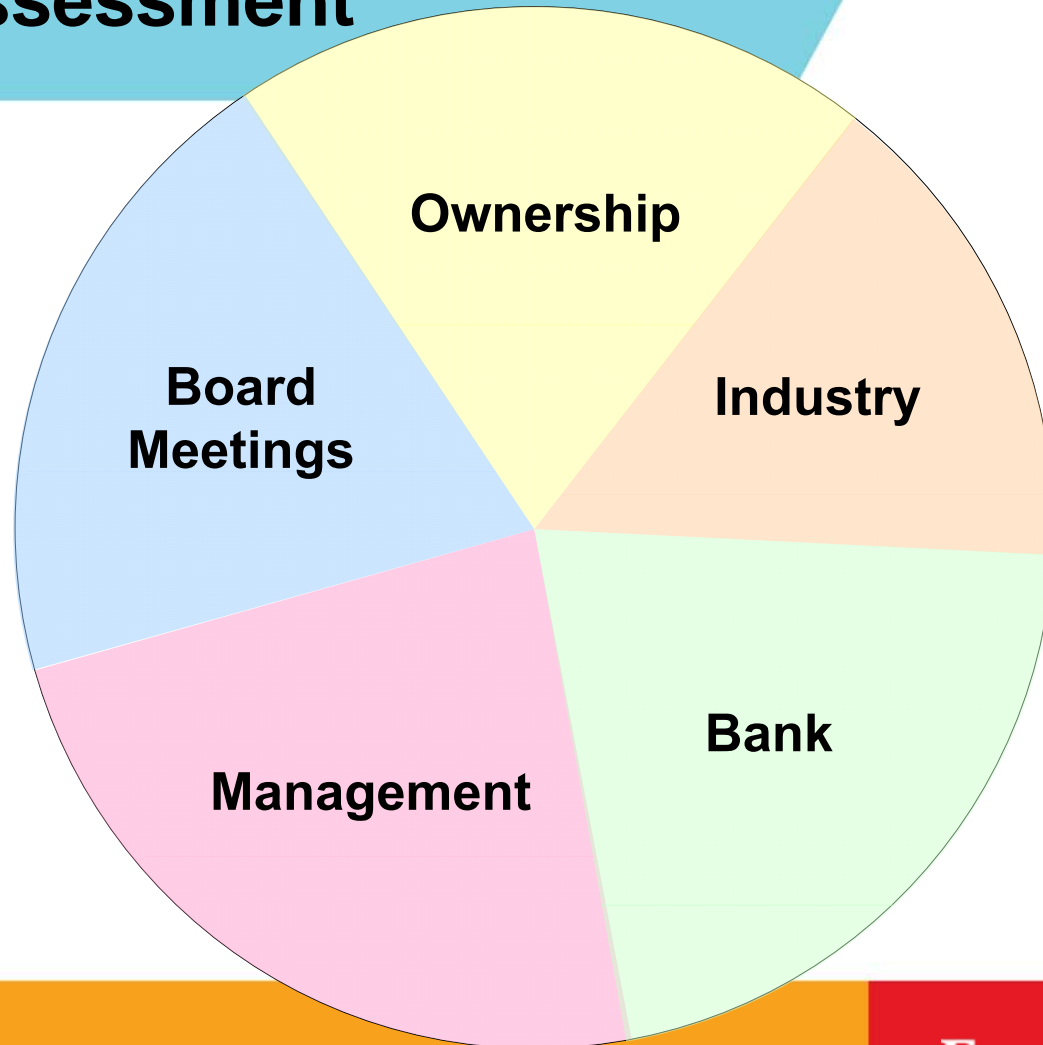 ssessment
Ownership
Industry
Board
Meetings
Bank
Management